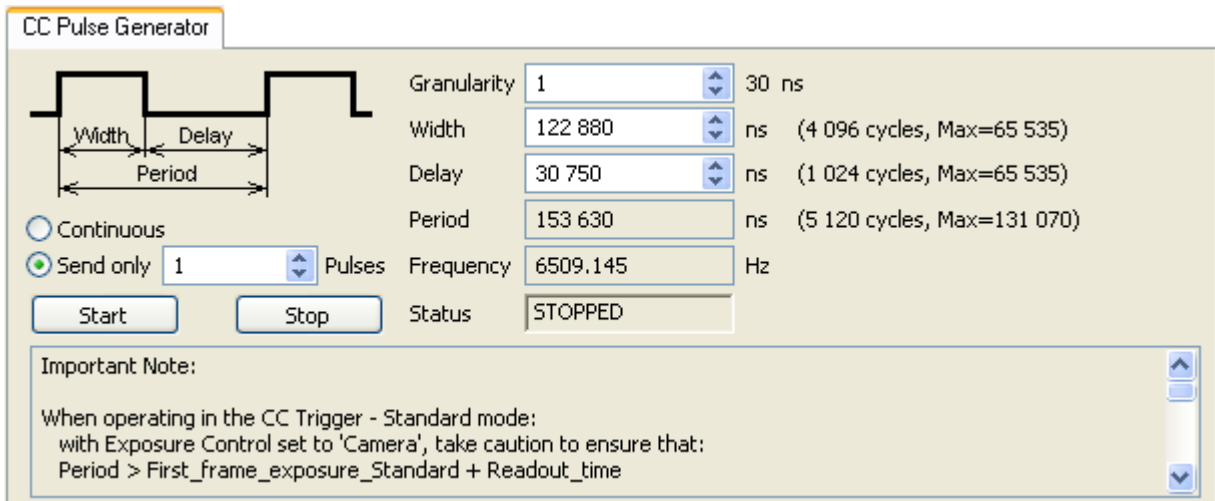 CC Pulse Generator
Width
Delay
Period
Continuous
Send only 1 Pulses
Start Stop
Granularity 1 30 ns
Width 122 880 ns (4 096 cycles, Max=65 535)
Delay 30 750 ns (1 024 cycles, Max=65 535)
Period 153 630 ns (5 120 cycles, Max=131 070)
Frequency 6509.145 Hz
Status STOPPED
Important Note:
When operating in the CC Trigger - Standard mode:
with Exposure Control set to 'Camera', take caution to ensure that:
Period > First_frame_exposure_Standard + Readout_time